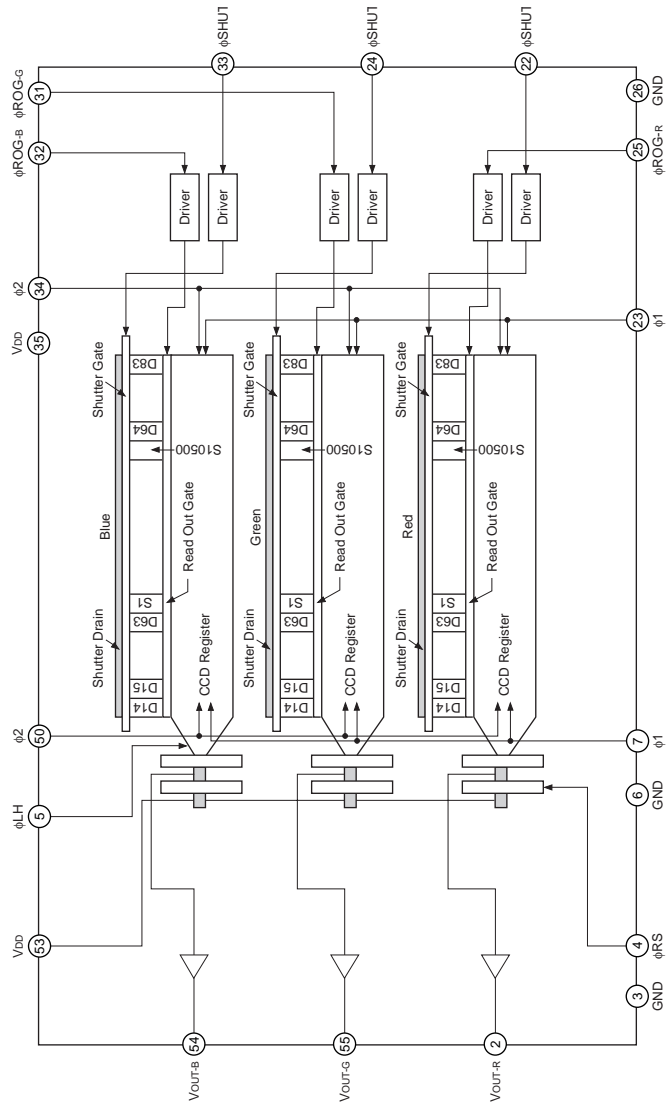 VDD
53
φLH
5
φ2
50
VDD
35
φ2
34
φROG-B
32
φROG-G
31
φSHUT
33
φSHUT
24
φSHUT
22
Driver
Driver
Driver
Driver
Driver
Driver
Shutter Drain
Blue
Shutter Gate
D14
D15
D63
S1
S10500
D64
D83
CCD Register
Read Out Gate
Shutter Drain
Green
Shutter Gate
D14
D15
D63
S1
S10500
D64
D83
CCD Register
Read Out Gate
Shutter Drain
Red
Shutter Gate
D14
D15
D63
S1
S10500
D64
D83
CCD Register
Read Out Gate
VOUT-B
54
VOUT-G
55
VOUT-R
2
3
GND
4
φRS
6
GND
7
φ1
23
φ1
25
φROG-R
26
GND